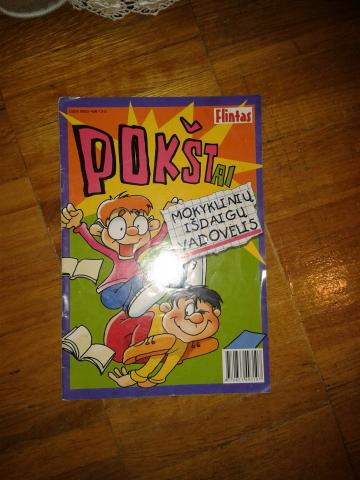 Flintas
POKŠTAI
MOKYKLINIŲ
IŠDAIGŲ
VADOVĖLIS